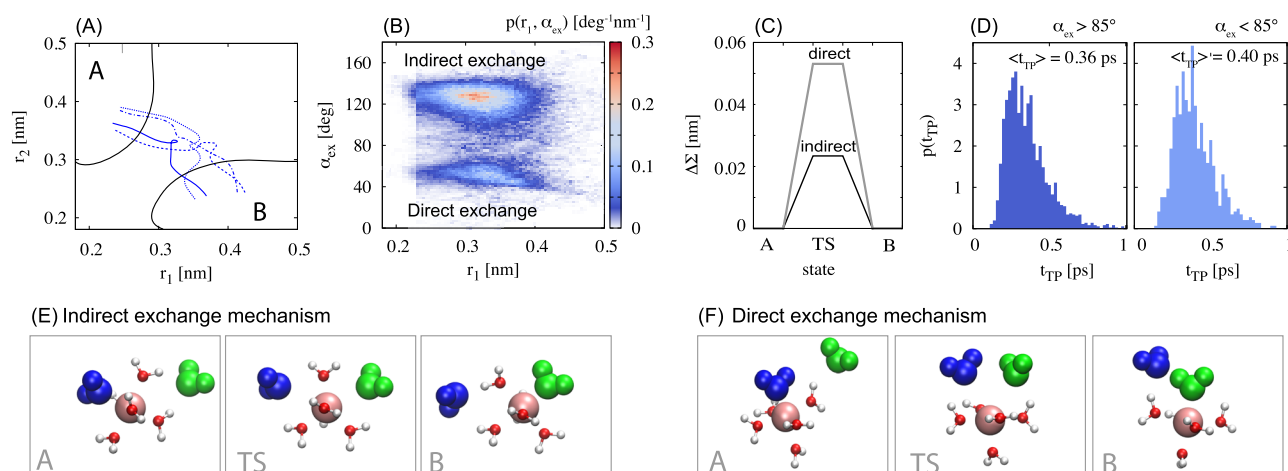 (A)
0.5
0.4
0.3
0.2
r2 [nm]
A
B
0.2 0.3 0.4 0.5
r1 [nm]
(B)
p(r1, αex) [deg-1nm-1]
160
120
80
40
0
αex [deg]
Indirect exchange
Direct exchange
0.2 0.3 0.4 0.5
r1 [nm]
0.3
0.2
0.1
0
(C)
0.06
0.04
0.02
0
ΔΣ [nm]
direct
indirect
A TS B
state
(D)
αex > 85°
<tTP> = 0.36 ps
4
3
2
1
0
p(tTP)
0.5 1
tTP [ps]
αex < 85°
<tTP> = 0.40 ps
0.5 1
tTP [ps]
(E) Indirect exchange mechanism
A
TS
B
(F) Direct exchange mechanism
A
TS
B